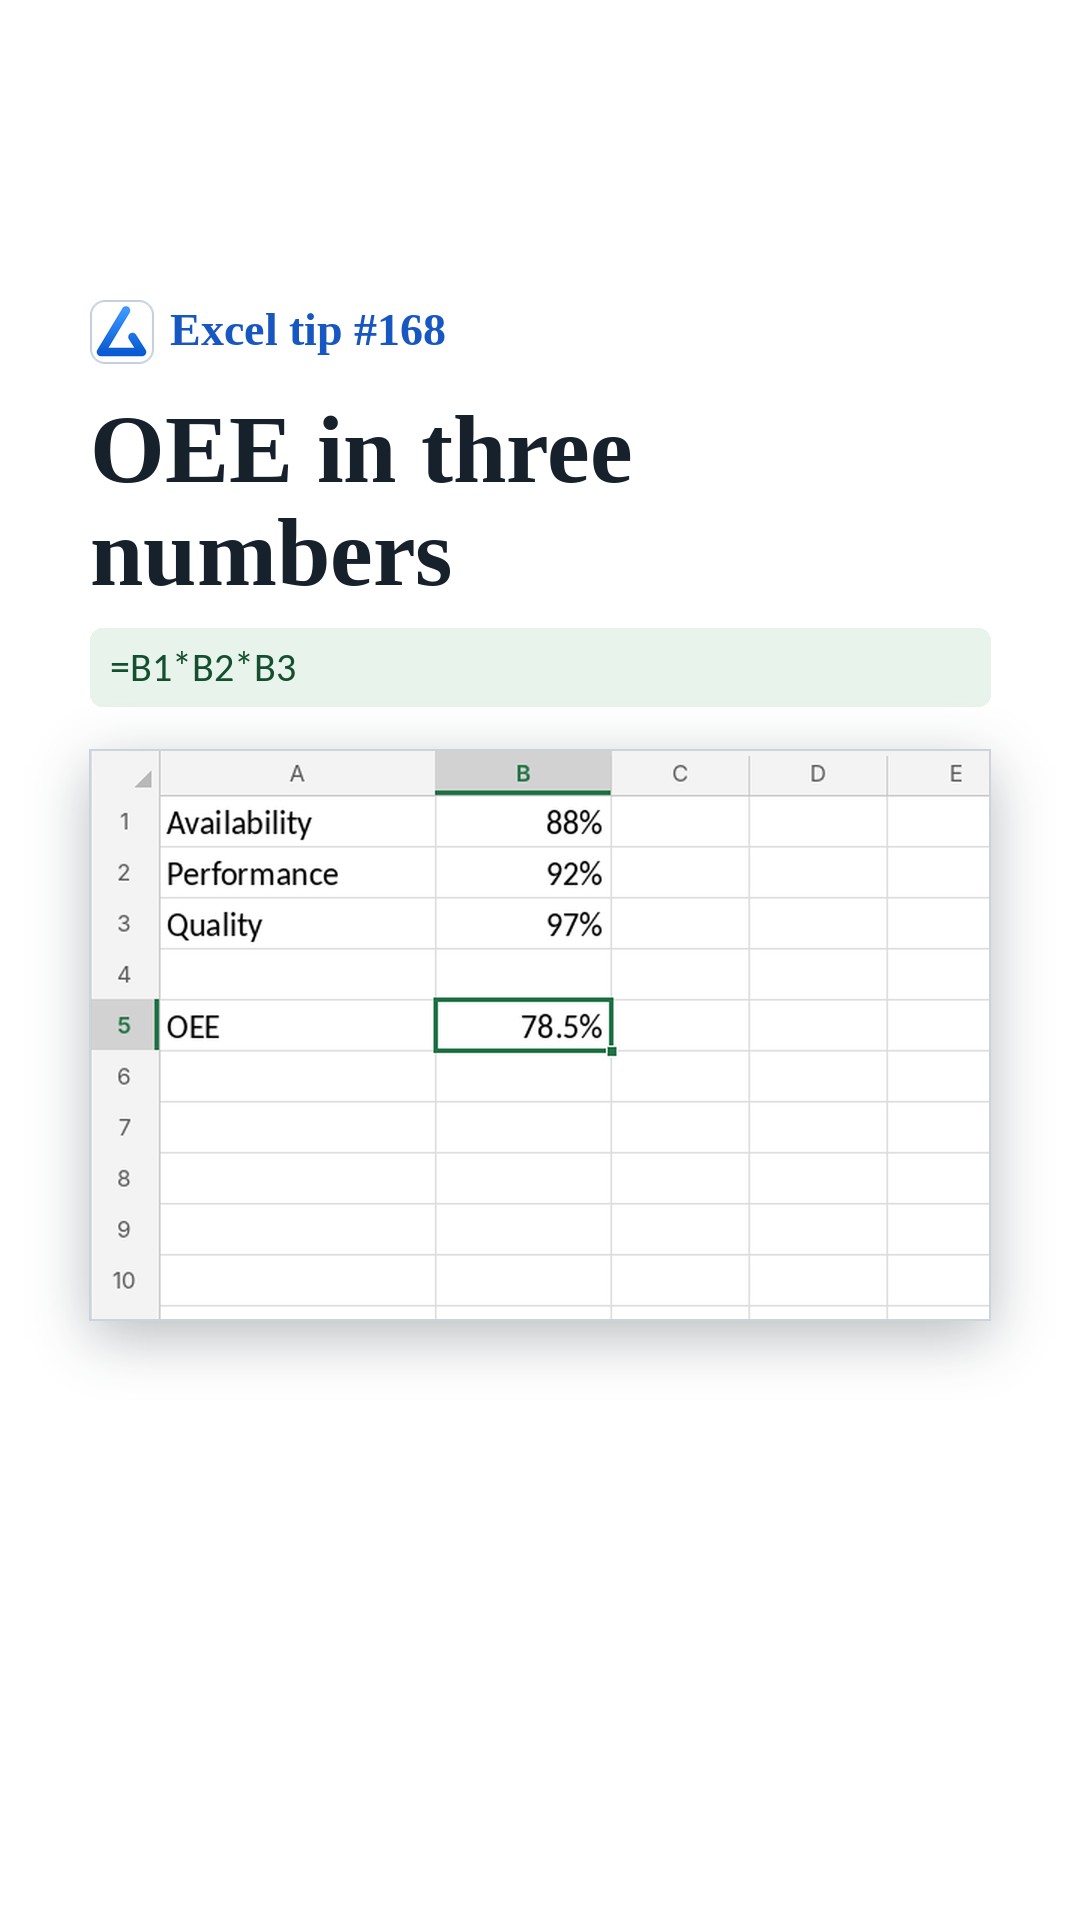 Excel tip #168
OEE in three
numbers
=B1*B2*B3
A B C D E
1 Availability 88%
2 Performance 92%
3 Quality 97%
4
5 OEE 78.5%
6
7
8
9
10